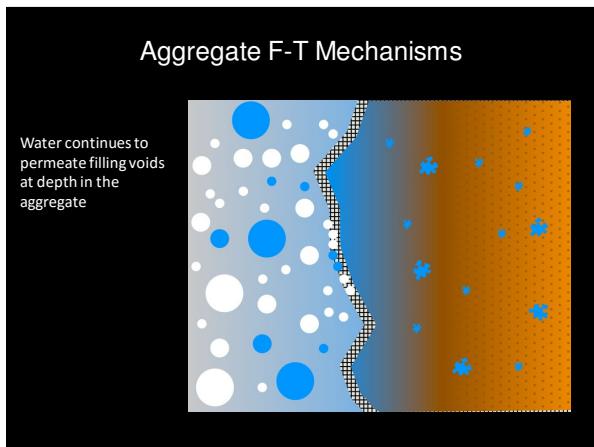 Aggregate F-T Mechanisms
Water continues to
permeate filling voids
at depth in the
aggregate